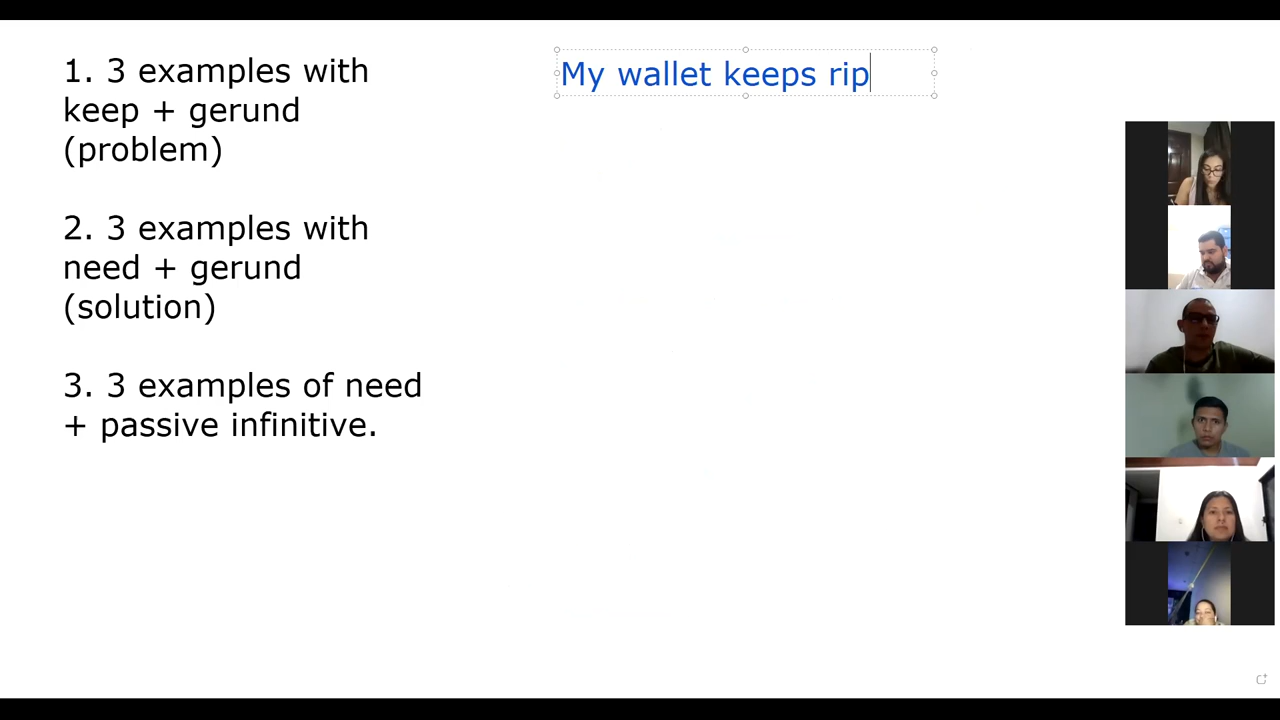 1. 3 examples with
keep + gerund
(problem)
2. 3 examples with
need + gerund
(solution)
3. 3 examples of need
+ passive infinitive.
My wallet keeps rip